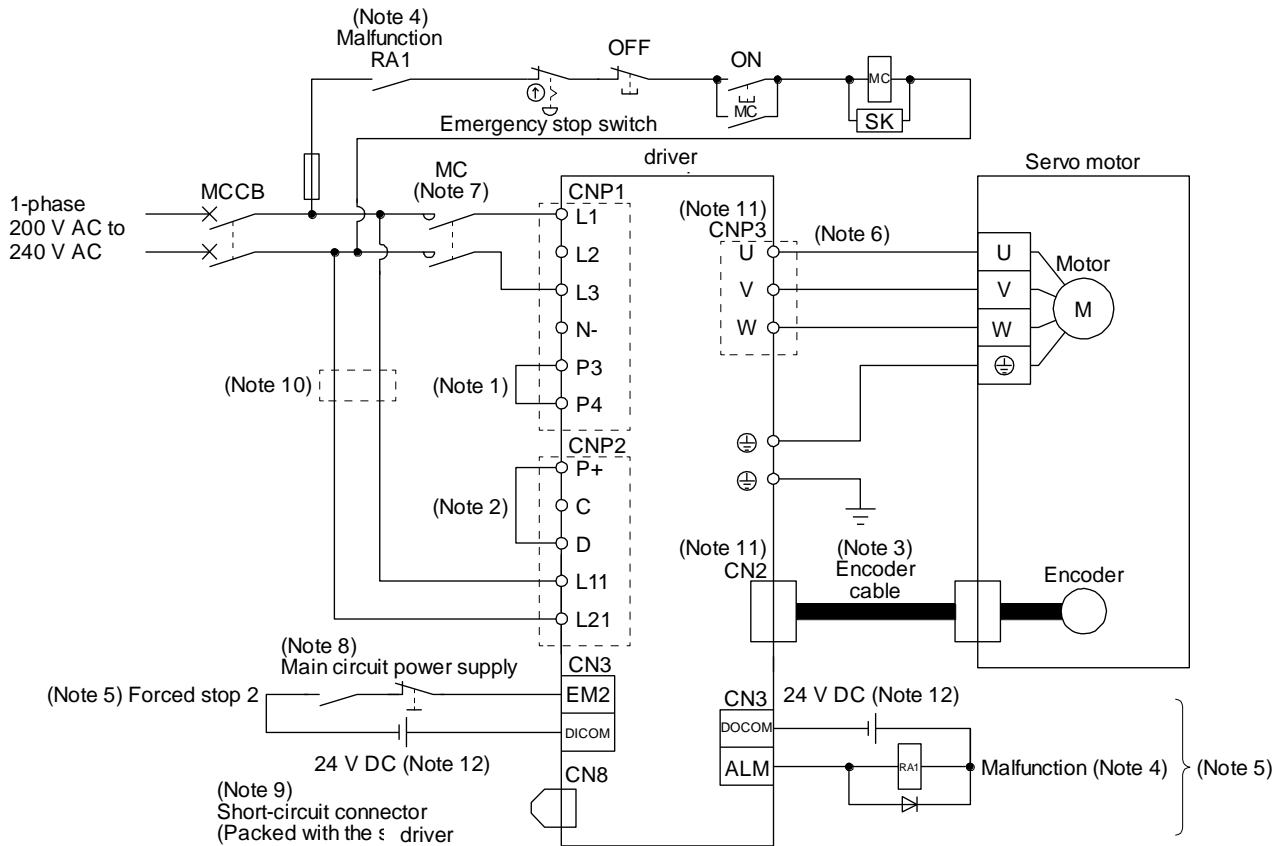 (Note 4)
Malfunction
RA1
OFF
ON
MC
MC
SK
Emergency stop switch
driver
Servo motor
1-phase
200 V AC to
240 V AC
MCCB
MC
(Note 7)
CNP1
L1
L2
L3
N-
P3
P4
(Note 11)
CNP3
U
V
W
(Note 6)
U
V
W
Motor
M
(Note 10)
(Note 1)
CNP2
P+
C
D
L11
L21
(Note 2)
(Note 11)
CN2
(Note 3)
Encoder
cable
Encoder
(Note 8)
Main circuit power supply
(Note 5) Forced stop 2
CN3
EM2
DICOM
24 V DC (Note 12)
CN3
DOCOM
ALM
24 V DC (Note 12)
RA1
Malfunction (Note 4)
(Note 5)
(Note 9)
Short-circuit connector
(Packed with the driver
CN8